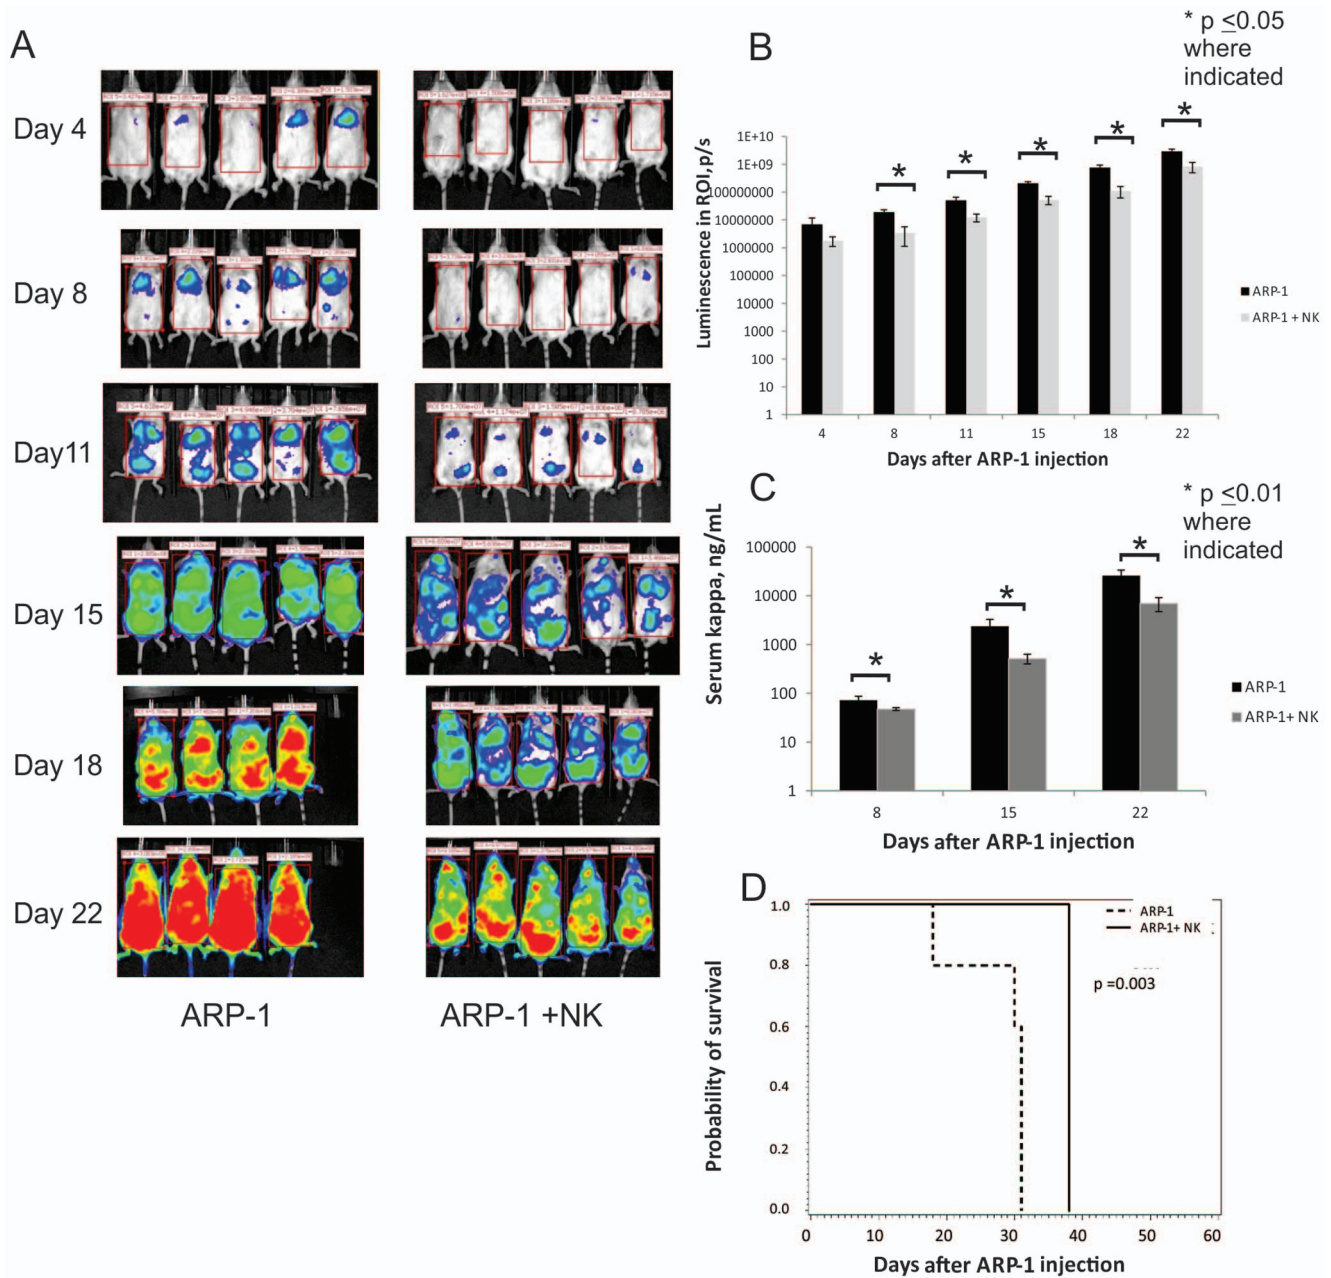 A
Day 4
Day 8
Day11
Day 15
Day 18
Day 22
ARP-1
ARP-1 +NK
B
* p ≤0.05
where
indicated
Luminescence in ROI,p/s
1E+10
1E+09
100000000
10000000
1000000
100000
10000
1000
100
10
1
* * * * *
4 8 11 15 18 22
Days after ARP-1 injection
ARP-1
ARP-1 + NK
C
* p ≤0.01
where
indicated
Serum kappa, ng/mL
100000
10000
1000
100
10
1
* * *
8 15 22
Days after ARP-1 injection
ARP-1
ARP-1+ NK
D
Probability of survival
1.0
0.8
0.6
0.4
0.2
0.0
ARP-1
ARP-1+ NK
p =0.003
0 10 20 30 40 50 60
Days after ARP-1 injection